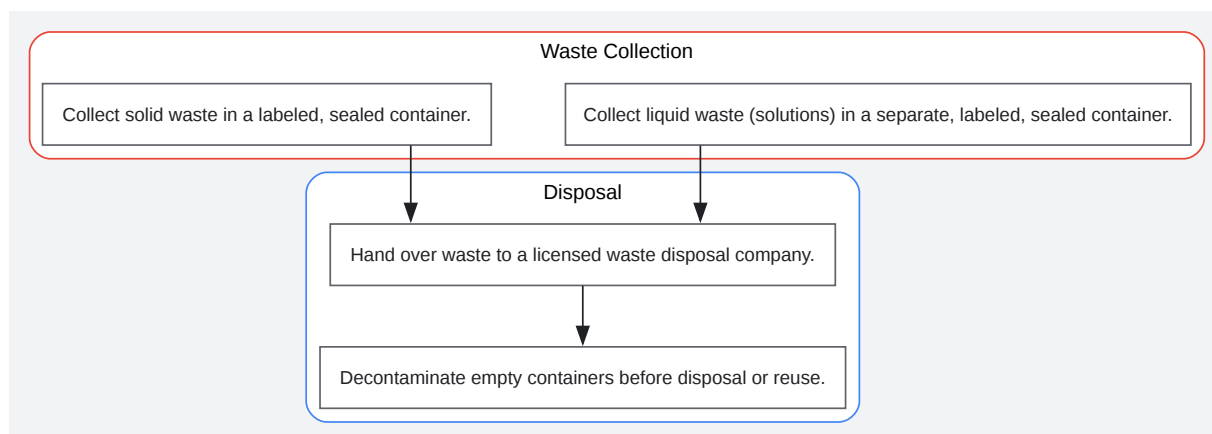 Waste Collection
Collect solid waste in a labeled, sealed container.
Collect liquid waste (solutions) in a separate, labeled, sealed container.
Disposal
Hand over waste to a licensed waste disposal company.
Decontaminate empty containers before disposal or reuse.